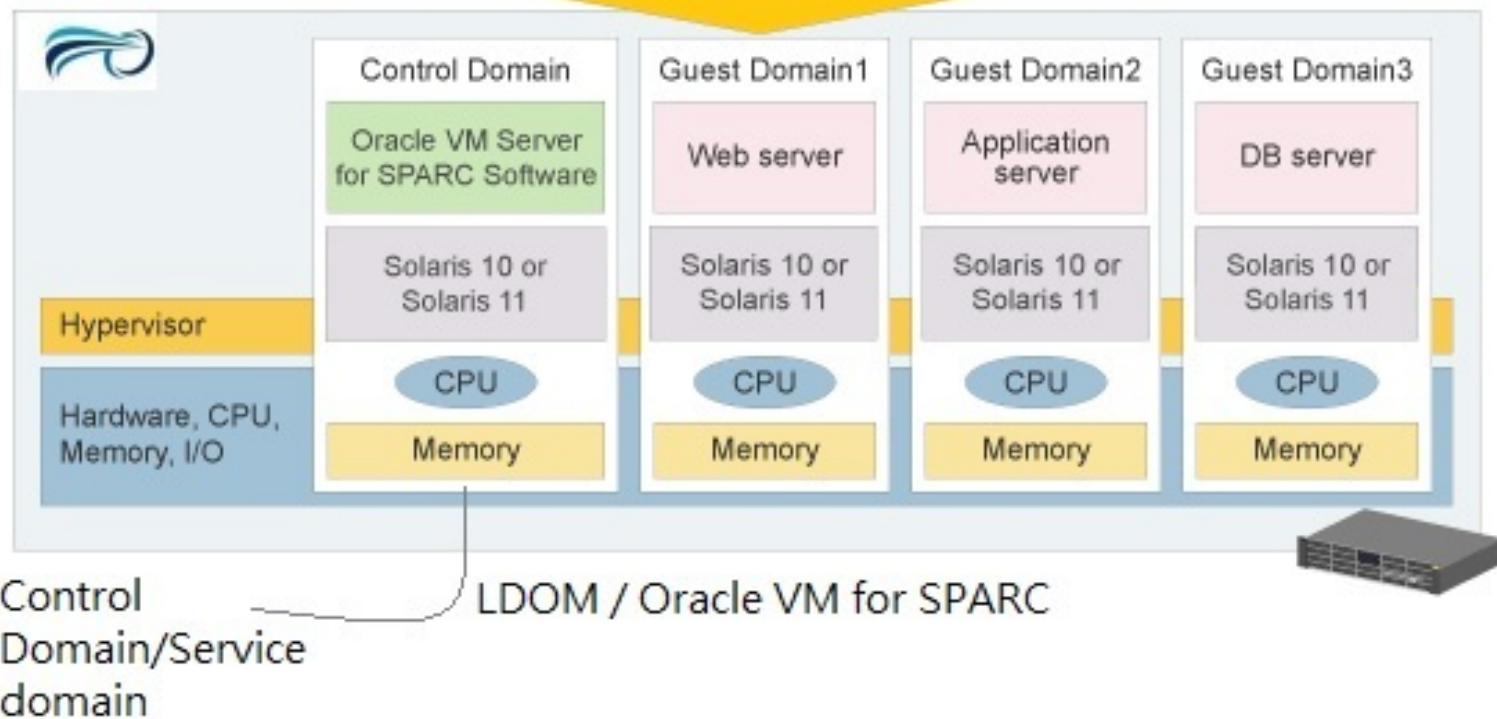 Control Domain
Guest Domain1
Guest Domain2
Guest Domain3
Oracle VM Server
for SPARC Software
Web server
Application
server
DB server
Solaris 10 or
Solaris 11
Solaris 10 or
Solaris 11
Solaris 10 or
Solaris 11
Solaris 10 or
Solaris 11
Hypervisor
CPU
CPU
CPU
CPU
Hardware, CPU,
Memory, I/O
Memory
Memory
Memory
Memory
Control
Domain/Service
domain
LDOM / Oracle VM for SPARC